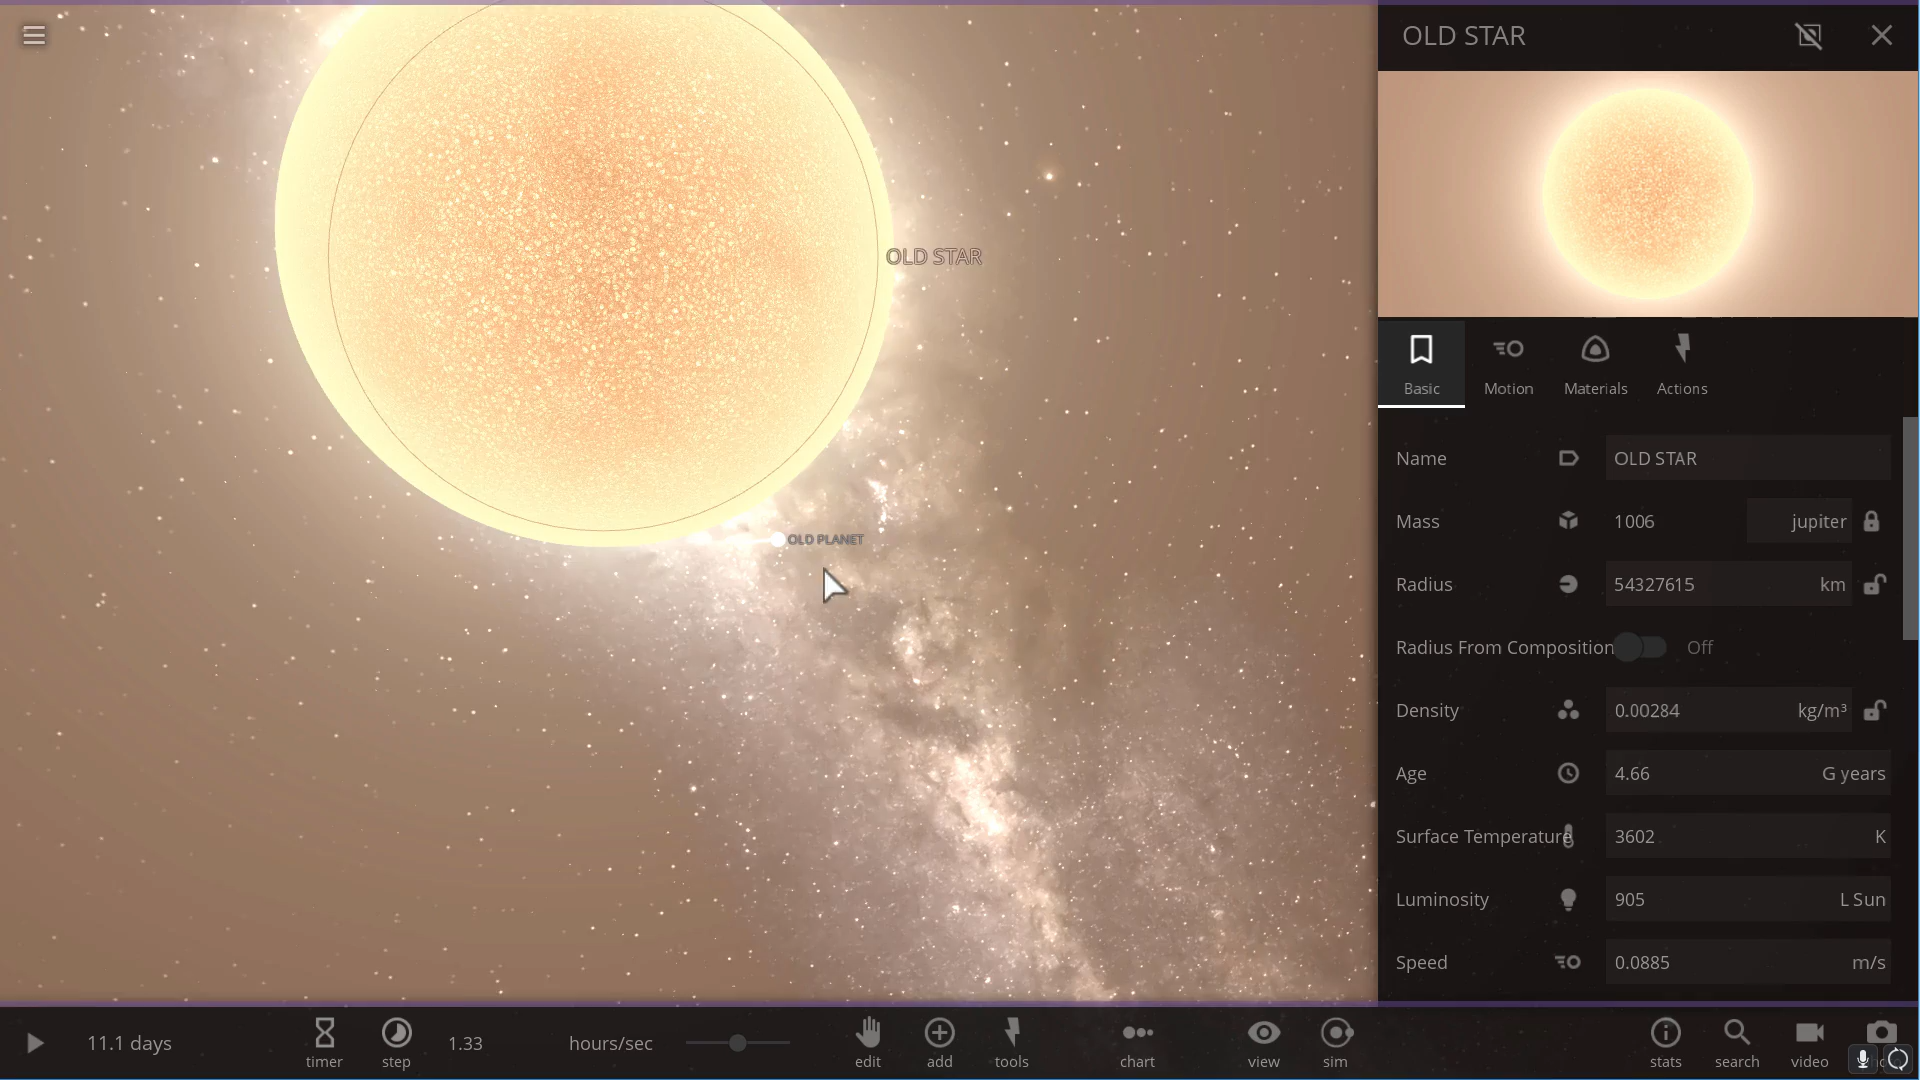 OLD STAR
OLD STAR
OLD PLANET
Basic
Motion
Materials
Actions
Name OLD STAR
Mass 1006 jupiter
Radius 54327615 km
Radius From Composition Off
Density 0.00284 kg/m³
Age 4.66 G years
Surface Temperature 3602 K
Luminosity 905 L Sun
Speed 0.0885 m/s
11.1 days
timer
step
1.33 hours/sec
edit
add
tools
chart
view
sim
stats
search
video